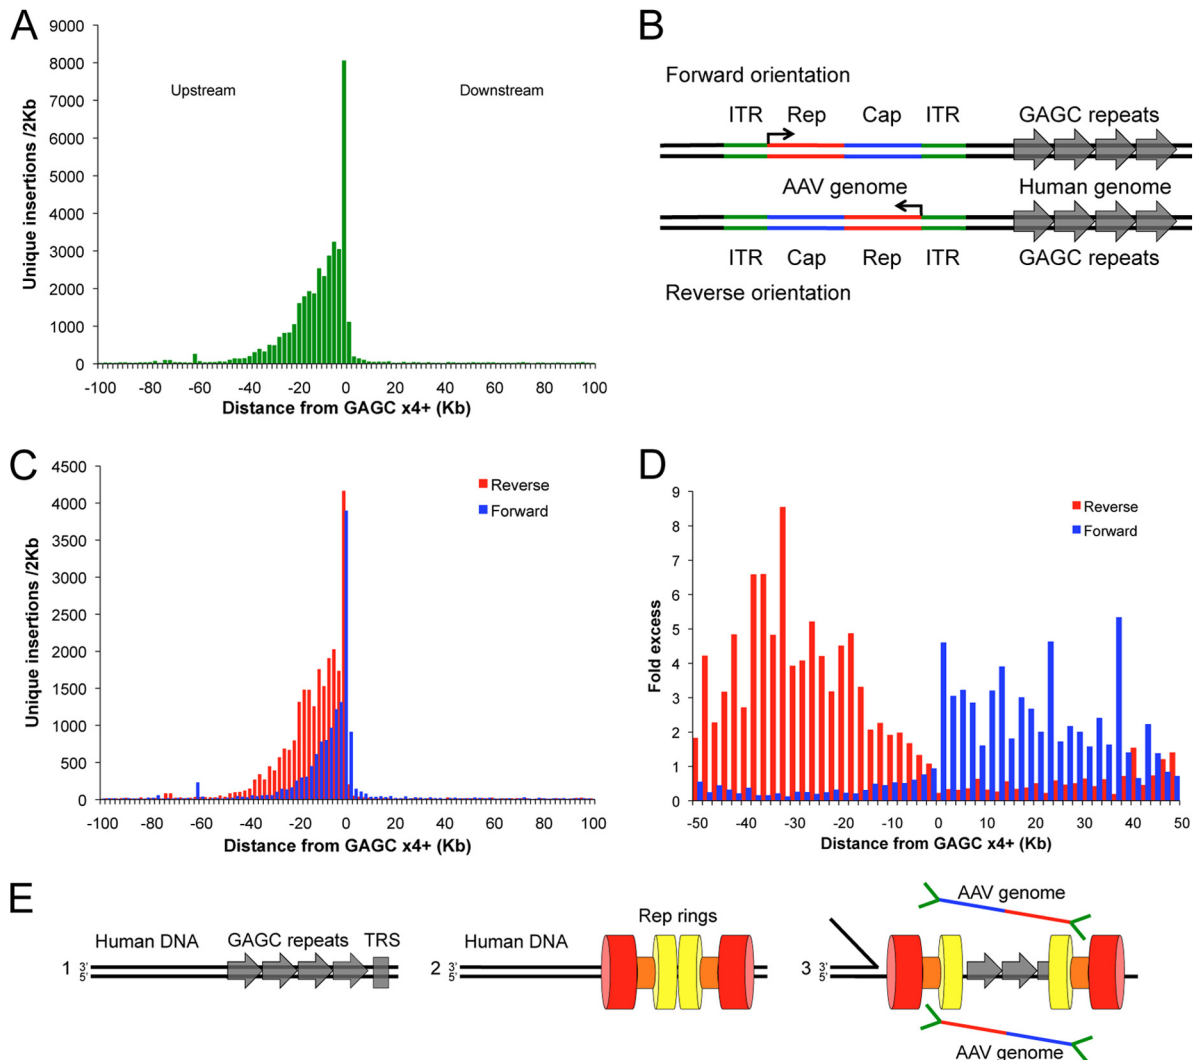 A
9000
8000
7000
6000
5000
4000
3000
2000
1000
0
Unique insertions /2Kb
Upstream
Downstream
-100 -80 -60 -40 -20 0 20 40 60 80 100
Distance from GAGC x4+ (Kb)
B
Forward orientation
ITR Rep Cap ITR GAGC repeats
AAV genome Human genome
ITR Cap Rep ITR GAGC repeats
Reverse orientation
C
4500
4000
3500
3000
2500
2000
1500
1000
500
0
Unique insertions /2Kb
Reverse
Forward
-100 -80 -60 -40 -20 0 20 40 60 80 100
Distance from GAGC x4+ (Kb)
D
9
8
7
6
5
4
3
2
1
0
Fold excess
Reverse
Forward
-50 -40 -30 -20 -10 0 10 20 30 40 50
Distance from GAGC x4+ (Kb)
E
Human DNA GAGC repeats TRS
1 3'
5'
Rep rings
Human DNA
2 3'
5'
AAV genome
3 3'
5'
AAV genome